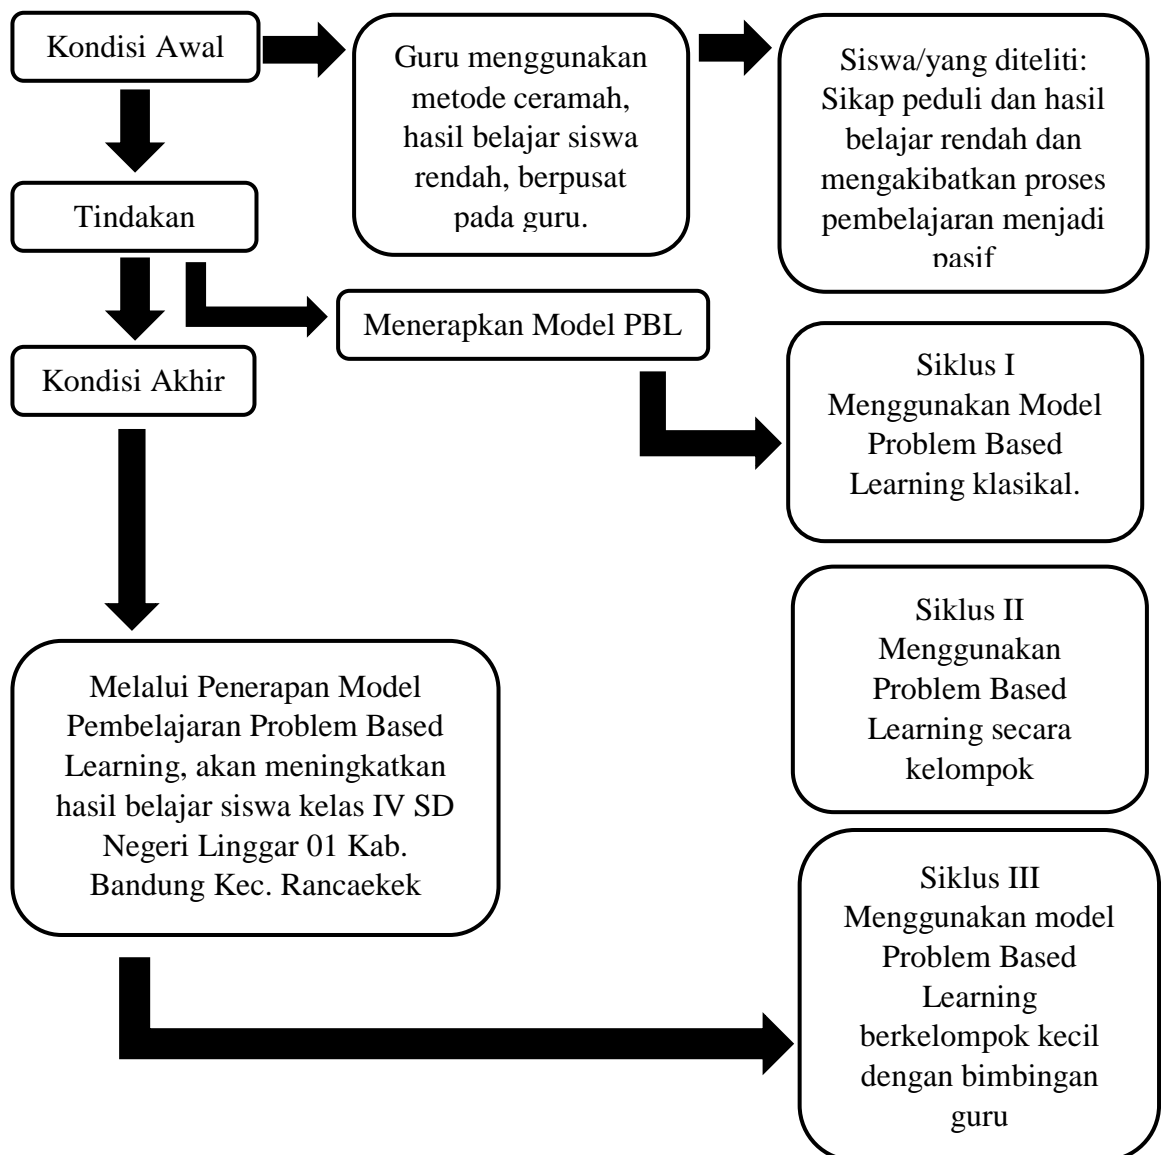 Kondisi Awal
Guru menggunakan
metode ceramah,
hasil belajar siswa
rendah, berpusat
pada guru.
Siswa/yang diteliti:
Sikap peduli dan hasil
belajar rendah dan
mengakibatkan proses
pembelajaran menjadi
pasif
Tindakan
Menerapkan Model PBL
Kondisi Akhir
Siklus I
Menggunakan Model
Problem Based
Learning klasikal.
Siklus II
Menggunakan
Problem Based
Learning secara
kelompok
Melalui Penerapan Model
Pembelajaran Problem Based
Learning, akan meningkatkan
hasil belajar siswa kelas IV SD
Negeri Linggar 01 Kab.
Bandung Kec. Rancaekek
Siklus III
Menggunakan model
Problem Based
Learning
berkelompok kecil
dengan bimbingan
guru